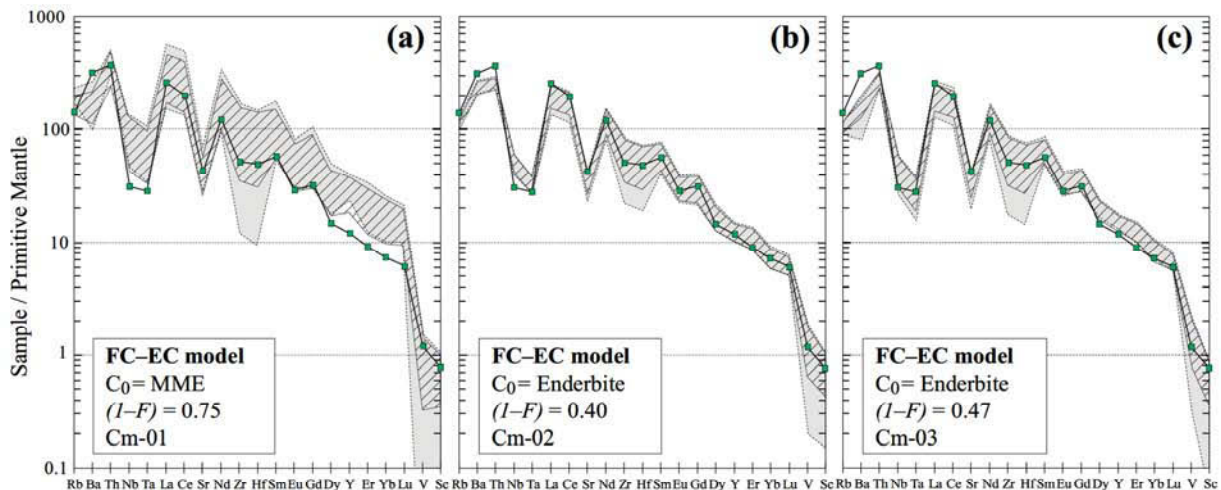 1000
100
10
1
0.1
Sample / Primitive Mantle
(a)
FC–EC model
C₀= MME
(1–F) = 0.75
Cm-01
Rb Ba Th Nb Ta La Ce Sr Nd Zr Hf Sm Eu Gd Dy Y Er Yb Lu V Sc
(b)
FC–EC model
C₀= Enderbite
(1–F) = 0.40
Cm-02
Rb Ba Th Nb Ta La Ce Sr Nd Zr Hf Sm Eu Gd Dy Y Er Yb Lu V Sc
(c)
FC–EC model
C₀= Enderbite
(1–F) = 0.47
Cm-03
Rb Ba Th Nb Ta La Ce Sr Nd Zr Hf Sm Eu Gd Dy Y Er Yb Lu V Sc